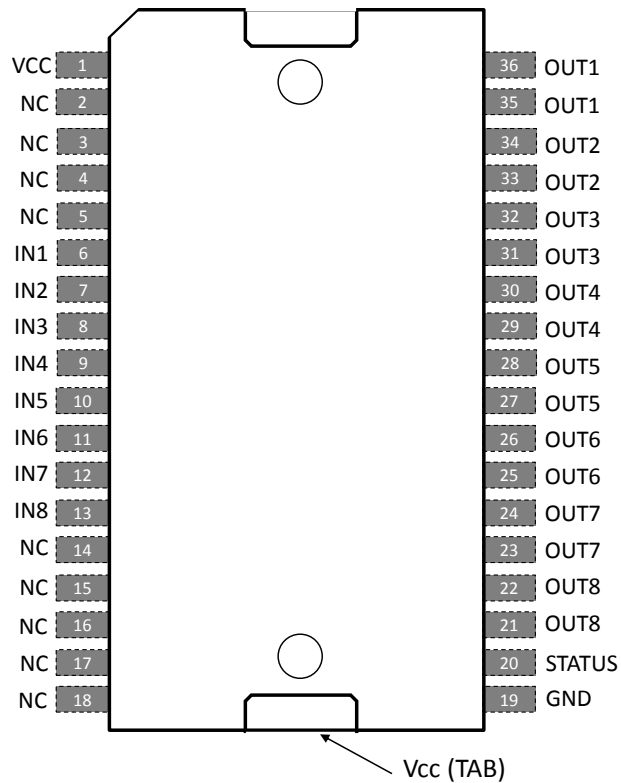 VCC 1 36 OUT1
NC 2 35 OUT1
NC 3 34 OUT2
NC 4 33 OUT2
NC 5 32 OUT3
IN1 6 31 OUT3
IN2 7 30 OUT4
IN3 8 29 OUT4
IN4 9 28 OUT5
IN5 10 27 OUT5
IN6 11 26 OUT6
IN7 12 25 OUT6
IN8 13 24 OUT7
NC 14 23 OUT7
NC 15 22 OUT8
NC 16 21 OUT8
NC 17 20 STATUS
NC 18 19 GND
Vcc (TAB)